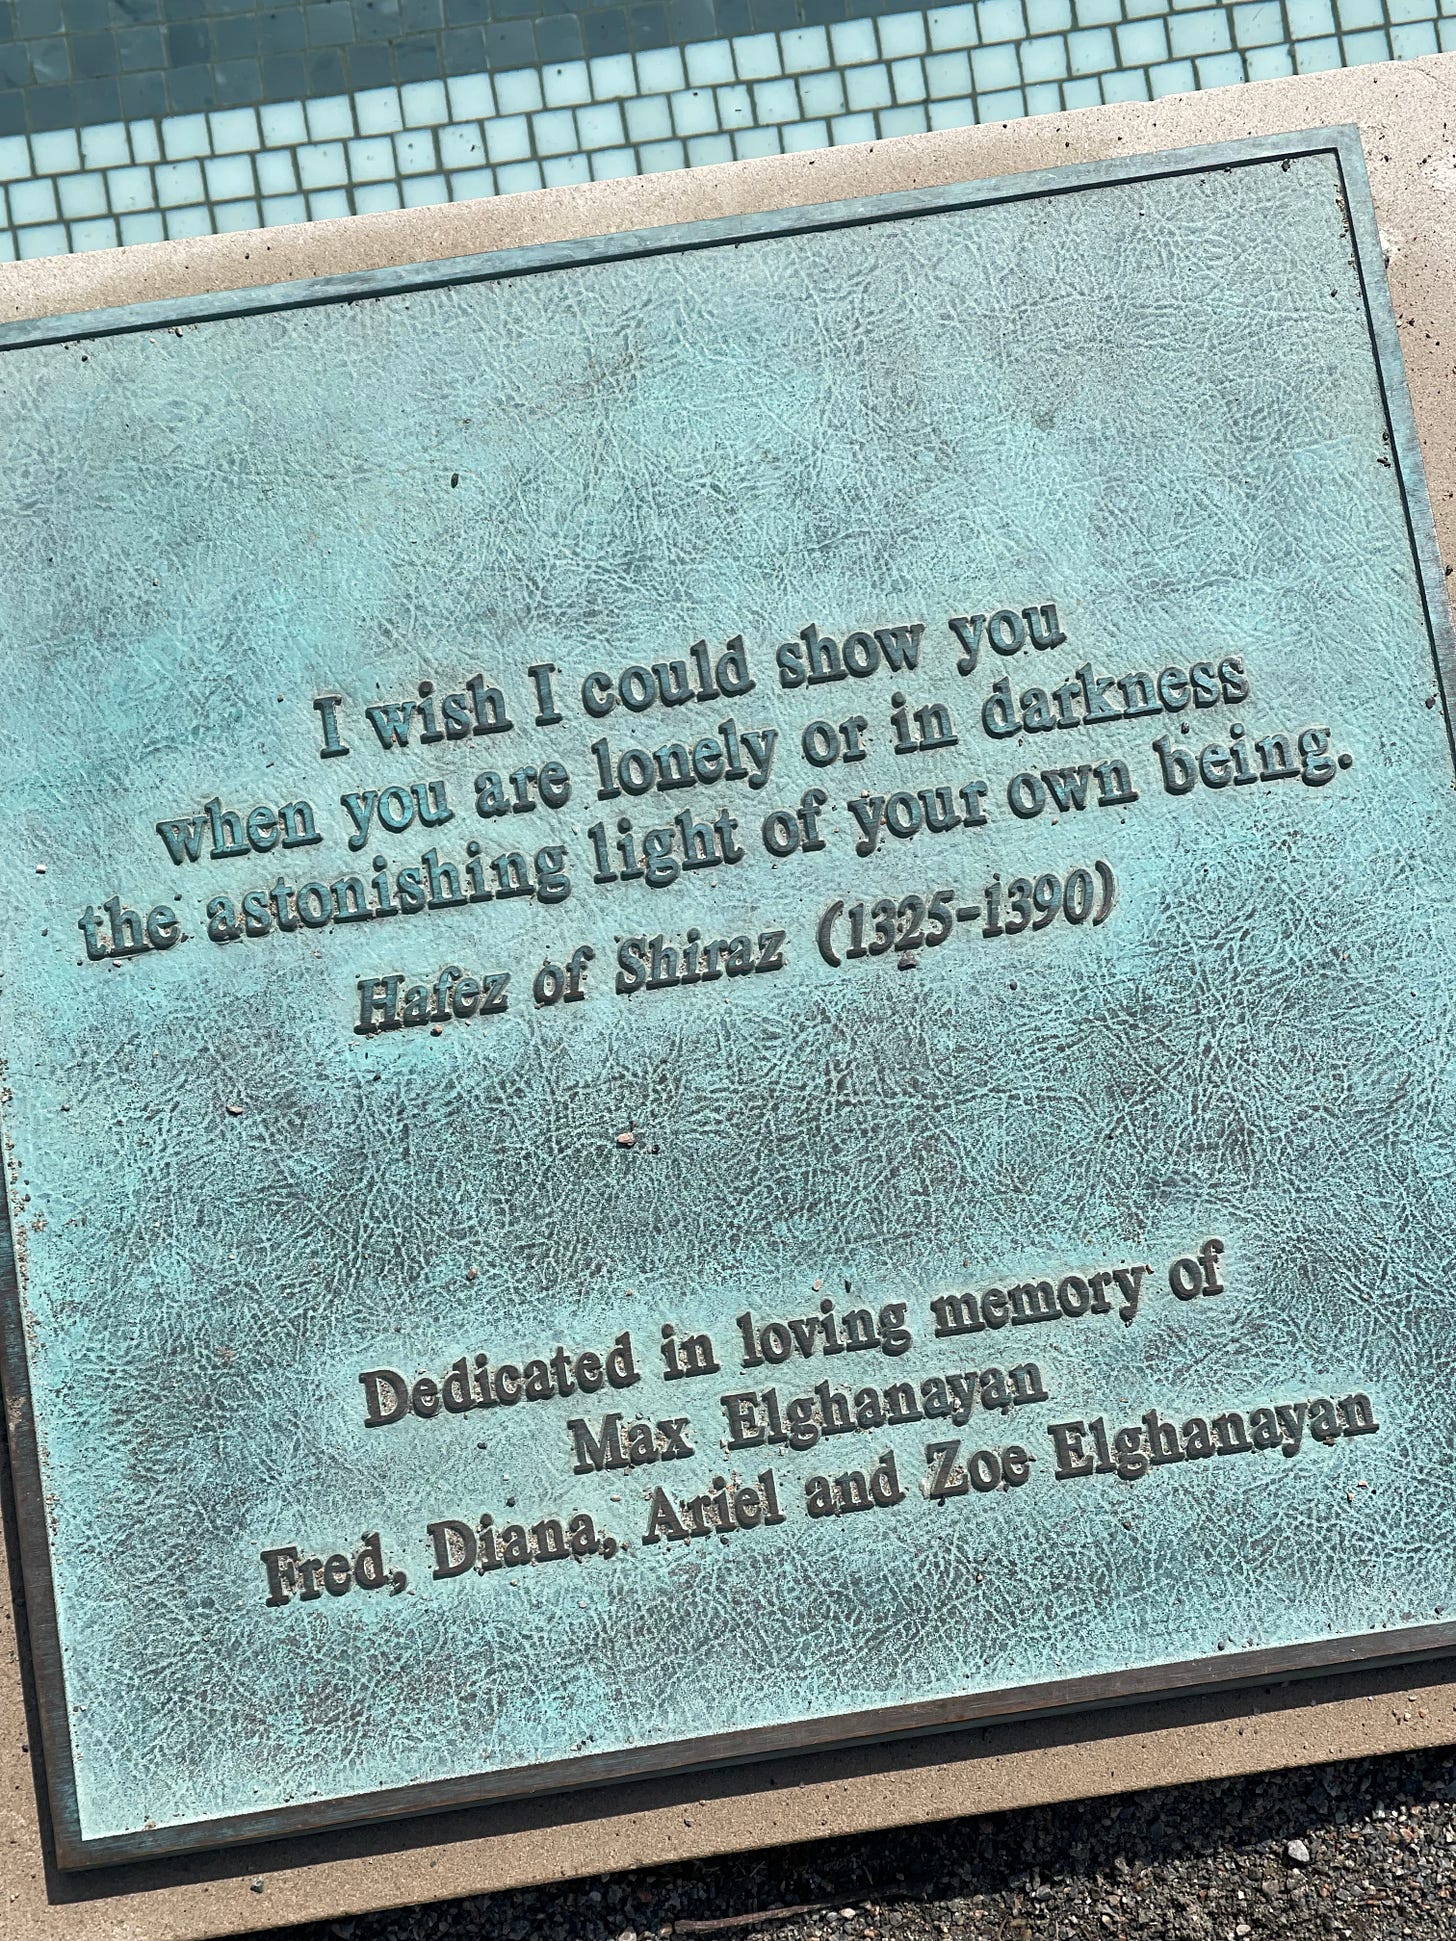 I wish I could show you
when you are lonely or in darkness
the astonishing light of your own being.
Hafez of Shiraz (1325-1390)
Dedicated in loving memory of
Max Elghanayan
Fred, Diana, Ariel and Zoe Elghanayan